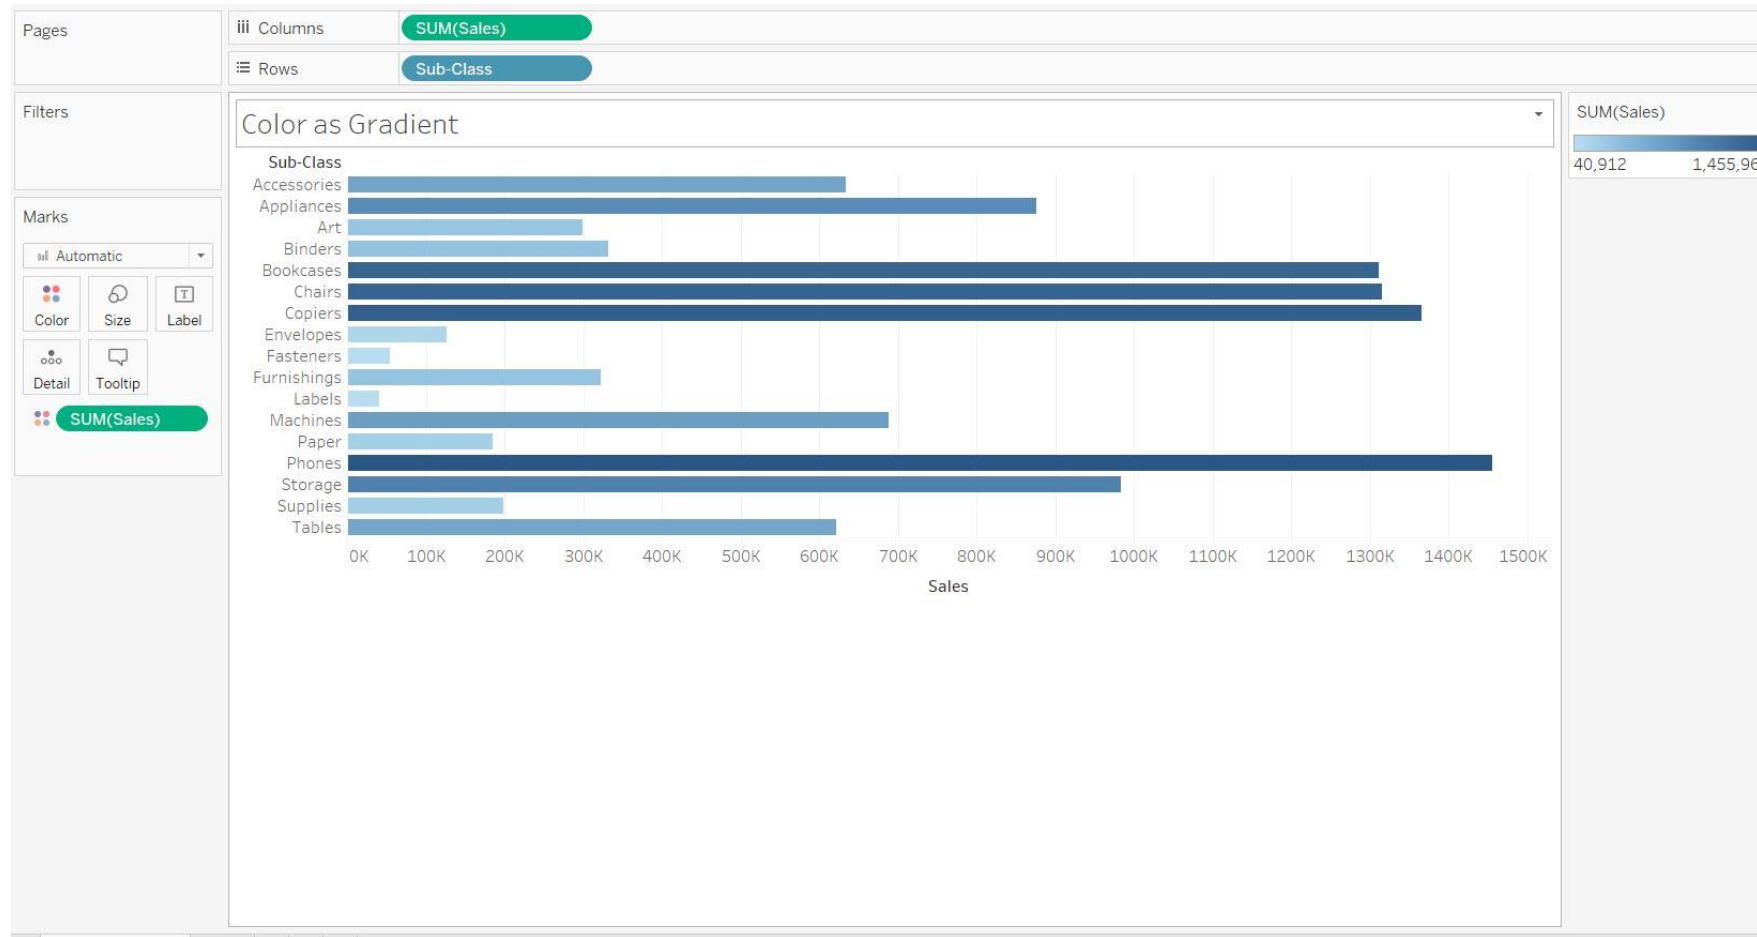 Pages
Columns SUM(Sales)
Rows Sub-Class
Filters
Marks
Automatic
Color Size Label
Detail Tooltip
SUM(Sales)
Color as Gradient
Sub-Class
Accessories
Appliances
Art
Binders
Bookcases
Chairs
Copiers
Envelopes
Fasteners
Furnishings
Labels
Machines
Paper
Phones
Storage
Supplies
Tables
0K 100K 200K 300K 400K 500K 600K 700K 800K 900K 1000K 1100K 1200K 1300K 1400K 1500K
Sales
SUM(Sales)
40,912 1,455,96